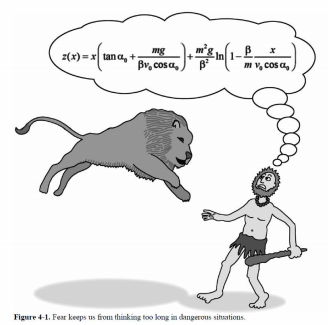 z(x) = x(tan α₀ + mg/(βv₀ cos α₀)) + m²g/β² ln(1 − β/m x/(v₀ cos α₀))
Figure 4-1. Fear keeps us from thinking too long in dangerous situations.